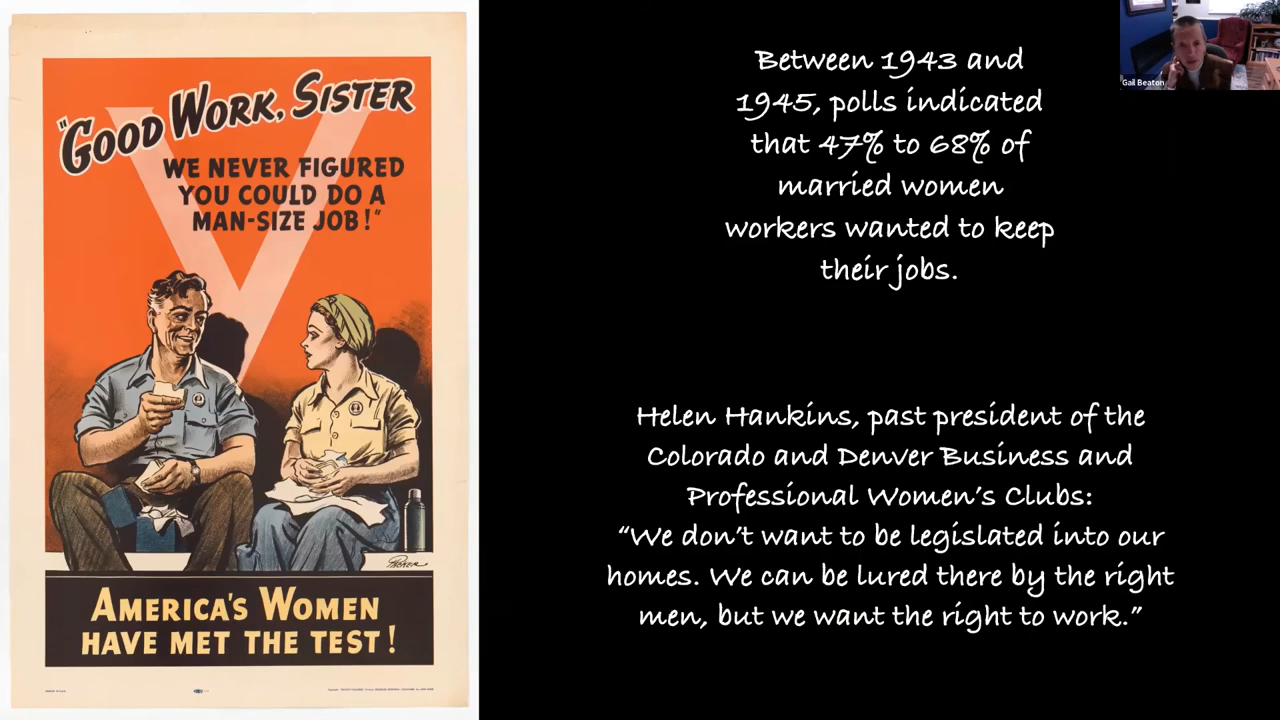 "GOOD WORK, SISTER
WE NEVER FIGURED
YOU COULD DO A
MAN-SIZE JOB!"
AMERICA'S WOMEN
HAVE MET THE TEST!
Between 1943 and
1945, polls indicated
that 47% to 68% of
married women
workers wanted to keep
their jobs.
Helen Hankins, past president of the
Colorado and Denver Business and
Professional Women's Clubs:
"We don't want to be legislated into our
homes. We can be lured there by the right
men, but we want the right to work."
Gail Beaton